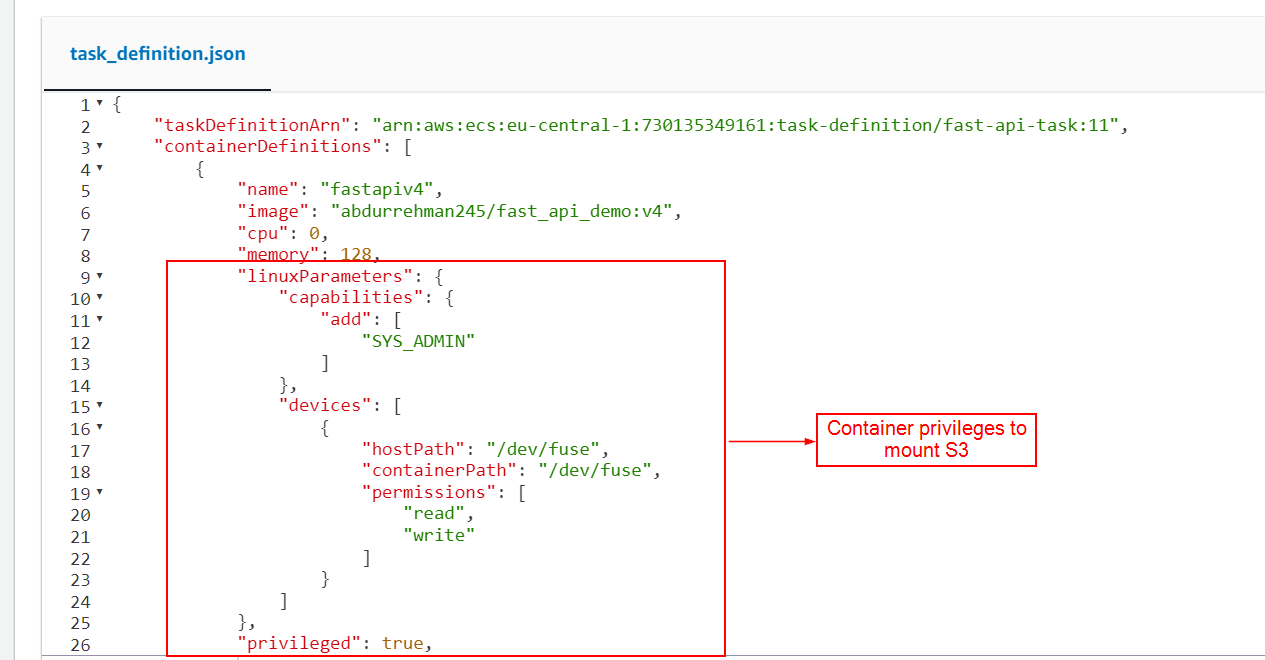 task_definition.json
1 {
2 "taskDefinitionArn": "arn:aws:ecs:eu-central-1:730135349161:task-definition/fast-api-task:11",
3 "containerDefinitions": [
4 {
5 "name": "fastapiv4",
6 "image": "abdurrehman245/fast_api_demo:v4",
7 "cpu": 0,
8 "memory": 128,
9 "linuxParameters": {
10 "capabilities": {
11 "add": [
12 "SYS_ADMIN"
13 ]
14 },
15 "devices": [
16 {
17 "hostPath": "/dev/fuse",
18 "containerPath": "/dev/fuse",
19 "permissions": [
20 "read",
21 "write"
22 ]
23 }
24 ]
25 },
26 "privileged": true,
Container privileges to
mount S3